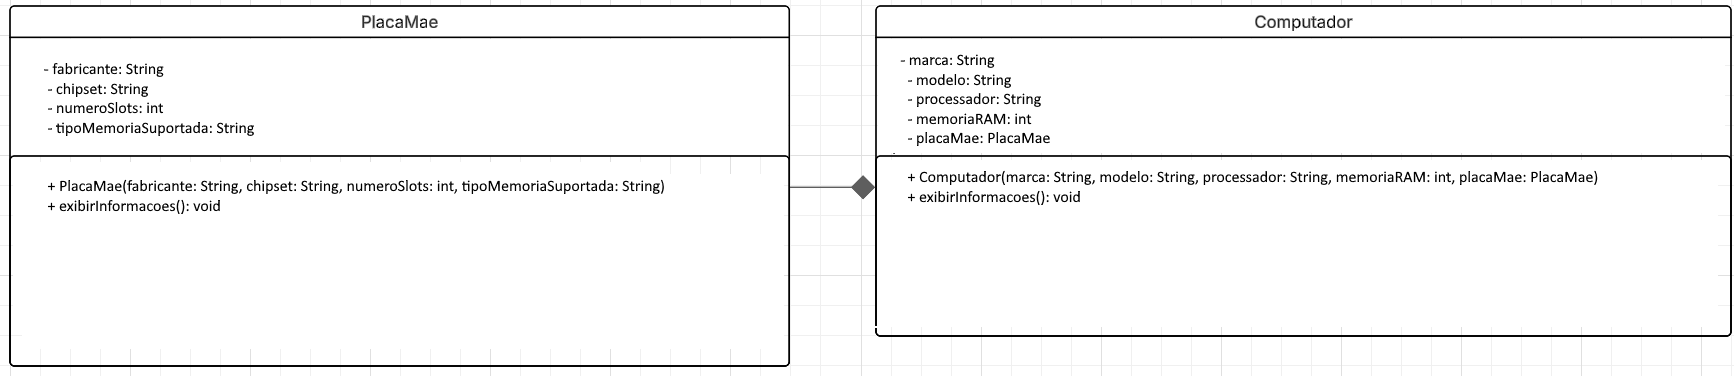 PlacaMae
- fabricante: String
- chipset: String
- numeroSlots: int
- tipoMemoriaSuportada: String
+ PlacaMae(fabricante: String, chipset: String, numeroSlots: int, tipoMemoriaSuportada: String)
+ exibirInformacoes(): void
Computador
- marca: String
- modelo: String
- processador: String
- memoriaRAM: int
- placaMae: PlacaMae
+ Computador(marca: String, modelo: String, processador: String, memoriaRAM: int, placaMae: PlacaMae)
+ exibirInformacoes(): void